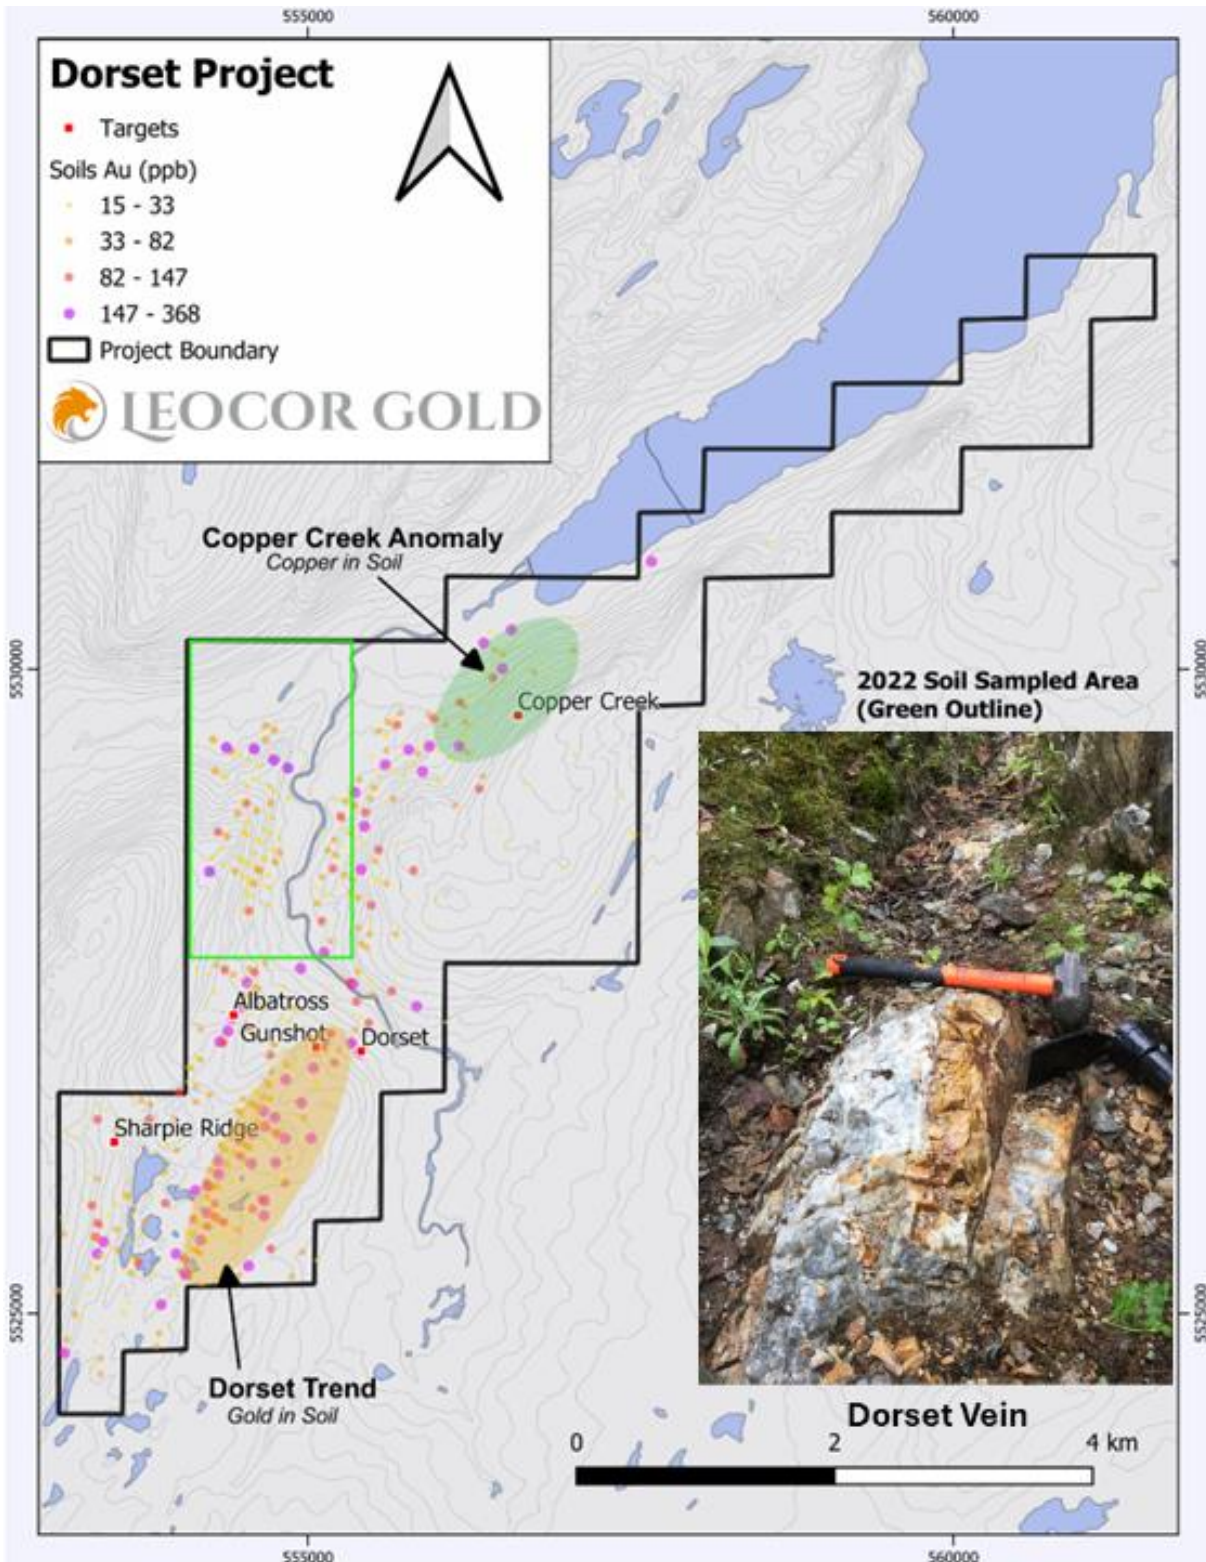 555000
560000
Dorset Project
Targets
Soils Au (ppb)
15 - 33
33 - 82
82 - 147
147 - 368
Project Boundary
LEOCOR GOLD
Copper Creek Anomaly
Copper in Soil
5530000
5530000
2022 Soil Sampled Area
(Green Outline)
Copper Creek
Albatross
Gunshot
Dorset
Sharpie Ridge
5525000
5525000
Dorset Trend
Gold in Soil
Dorset Vein
0
2
4 km
555000
560000